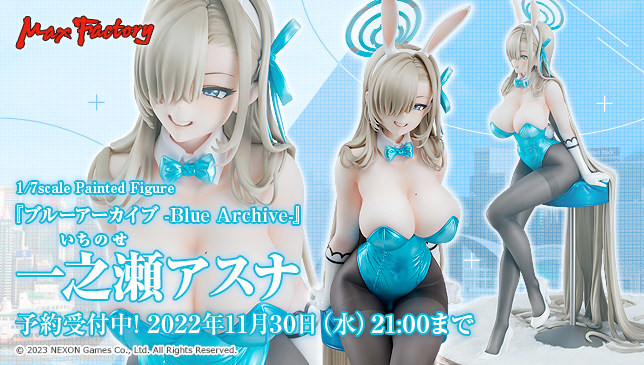 Max Factory
1/7scale Painted Figure
『ブルーアーカイブ -Blue Archive-』
いちのせ
一之瀬アスナ
予約受付中! 2022年11月30日（水）21:00まで
© 2023 NEXON Games Co., Ltd. All Rights Reserved.